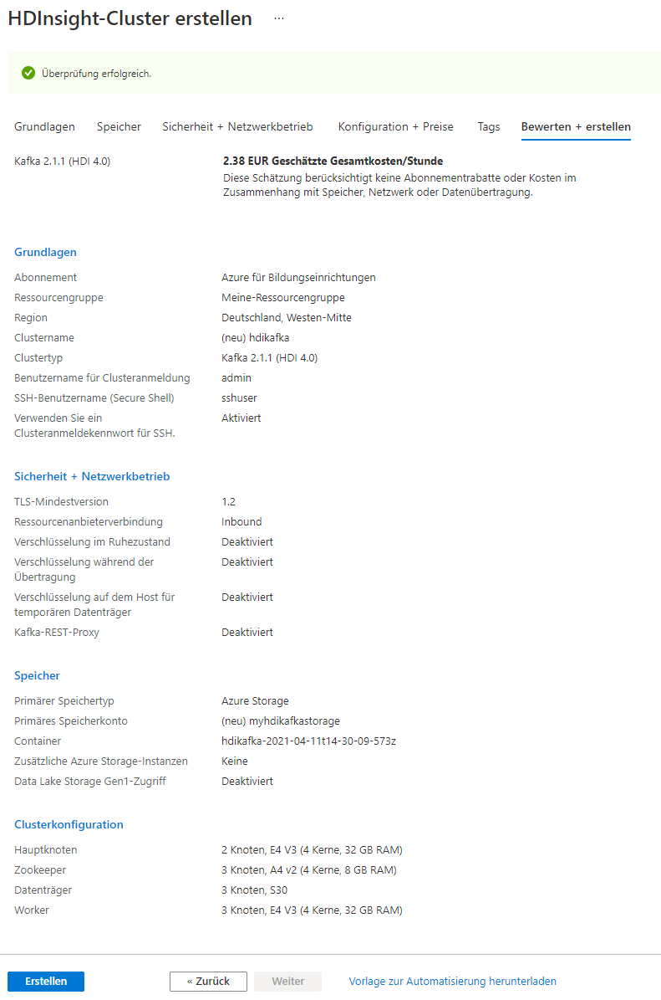 HDInsight-Cluster erstellen ...
Überprüfung erfolgreich.
Grundlagen Speicher Sicherheit + Netzwerkbetrieb Konfiguration + Preise Tags Bewerten + erstellen
Kafka 2.1.1 (HDI 4.0) 2.38 EUR Geschätzte Gesamtkosten/Stunde
Diese Schätzung berücksichtigt keine Abonnementrabatte oder Kosten im
Zusammenhang mit Speicher, Netzwerk oder Datenübertragung.
Grundlagen
Abonnement Azure für Bildungseinrichtungen
Ressourcengruppe Meine-Ressourcengruppe
Region Deutschland, Westen-Mitte
Clustername (neu) hdikafka
Clustertyp Kafka 2.1.1 (HDI 4.0)
Benutzername für Clusteranmeldung admin
SSH-Benutzername (Secure Shell) sshuser
Verwenden Sie ein Aktiviert
Clusteranmeldekennwort für SSH.
Sicherheit + Netzwerkbetrieb
TLS-Mindestversion 1.2
Ressourcenanbieterverbindung Inbound
Verschlüsselung im Ruhezustand Deaktiviert
Verschlüsselung während der Deaktiviert
Übertragung
Verschlüsselung auf dem Host für Deaktiviert
temporären Datenträger
Kafka-REST-Proxy Deaktiviert
Speicher
Primärer Speichertyp Azure Storage
Primäres Speicherkonto (neu) myhdikafkastorage
Container hdikafka-2021-04-11t14-30-09-573z
Zusätzliche Azure Storage-Instanzen Keine
Data Lake Storage Gen1-Zugriff Deaktiviert
Clusterkonfiguration
Hauptknoten 2 Knoten, E4 V3 (4 Kerne, 32 GB RAM)
Zookeeper 3 Knoten, A4 v2 (4 Kerne, 8 GB RAM)
Datenträger 3 Knoten, S30
Worker 3 Knoten, E4 V3 (4 Kerne, 32 GB RAM)
Erstellen « Zurück Weiter Vorlage zur Automatisierung herunterladen